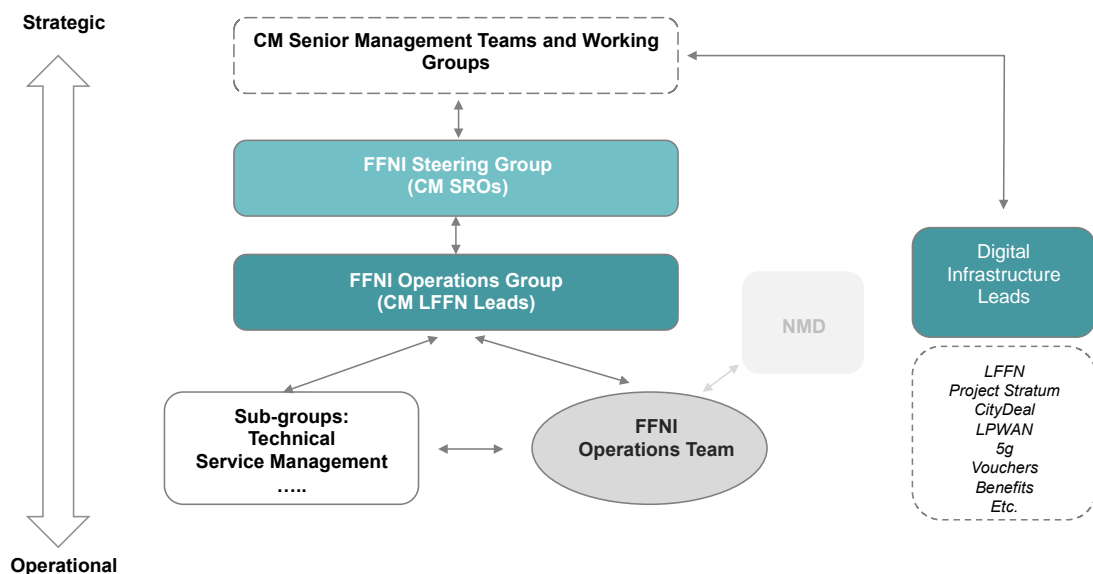 Strategic
CM Senior Management Teams and Working
Groups
FFNI Steering Group
(CM SROs)
FFNI Operations Group
(CM LFFN Leads)
Digital
Infrastructure
Leads
NMD
LFFN
Project Stratum
CityDeal
LPWAN
5g
Vouchers
Benefits
Etc.
Sub-groups:
Technical
Service Management
…..
FFNI
Operations Team
Operational